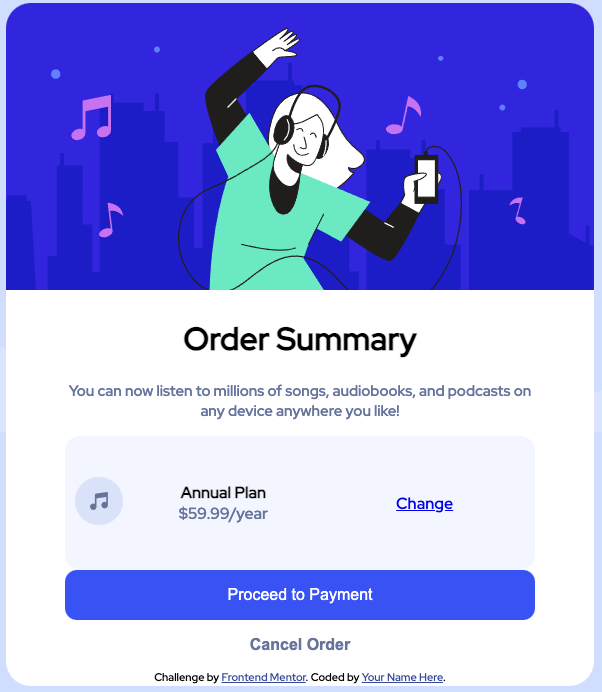 Order Summary
You can now listen to millions of songs, audiobooks, and podcasts on
any device anywhere you like!
Annual Plan
$59.99/year
Change
Proceed to Payment
Cancel Order
Challenge by Frontend Mentor. Coded by Your Name Here.